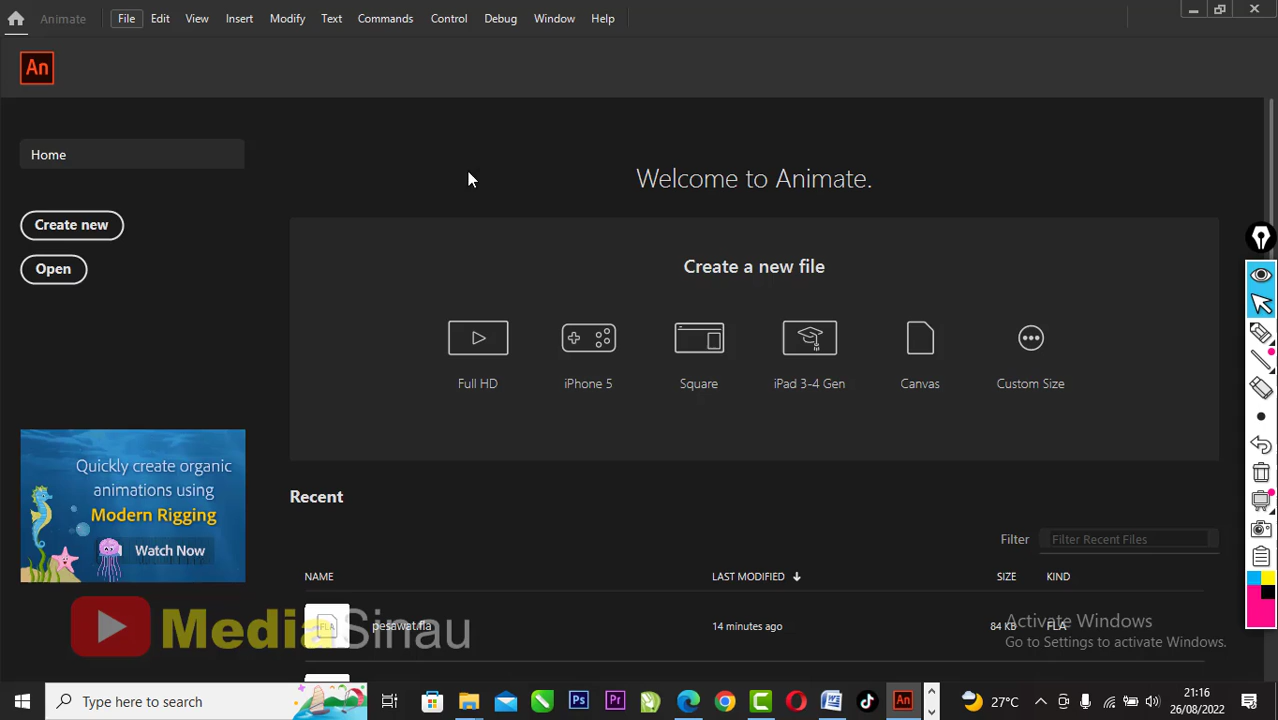 Animate File Edit View Insert Modify Text Commands Control Debug Window Help
An
Home
Create new
Open
Welcome to Animate.
Create a new file
Full HD iPhone 5 Square iPad 3-4 Gen Canvas Custom Size
Quickly create organic
animations using
Modern Rigging
Watch Now
Recent
Filter Filter Recent Files
NAME LAST MODIFIED SIZE KIND
FLA pesawat.fla 14 minutes ago 84 KB FLA
MediaSinau
Activate Windows
Go to Settings to activate Windows.
Type here to search
Ps Pr An
27°C
21:16
26/08/2022